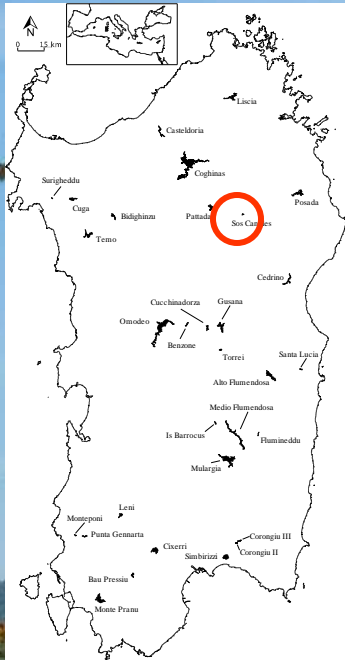 N
0 15 km
Liscia
Casteldoria
Coghinas
Surigheddu
Posada
Cuga
Bidighinzu
Pattada
Sos Canales
Temo
Cedrino
Cucchinadorza
Gusana
Omodeo
Benzone
Torrei
Santa Lucia
Alto Flumendosa
Medio Flumendosa
Is Barrocus
Flumineddu
Mulargia
Leni
Monteponi
Punta Gennarta
Corongiu III
Cixerri
Corongiu II
Simbirizzi
Bau Pressiu
Monte Pranu